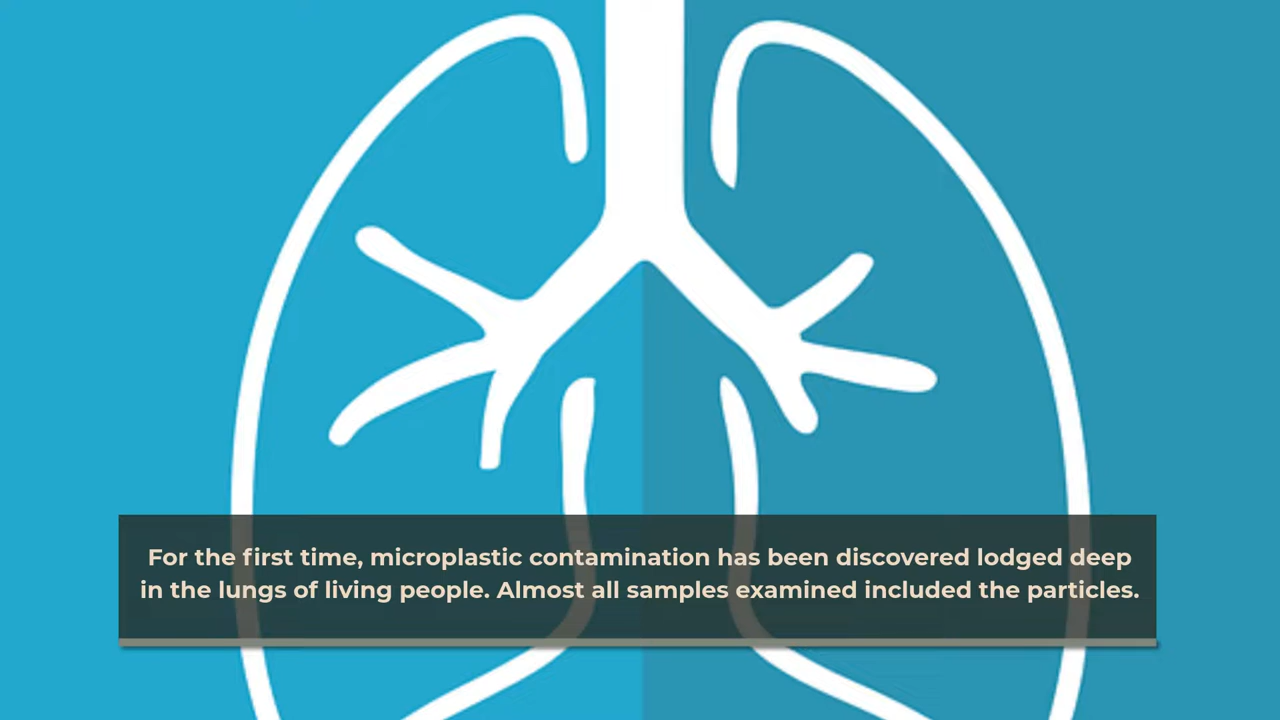 For the first time, microplastic contamination has been discovered lodged deep
in the lungs of living people. Almost all samples examined included the particles.